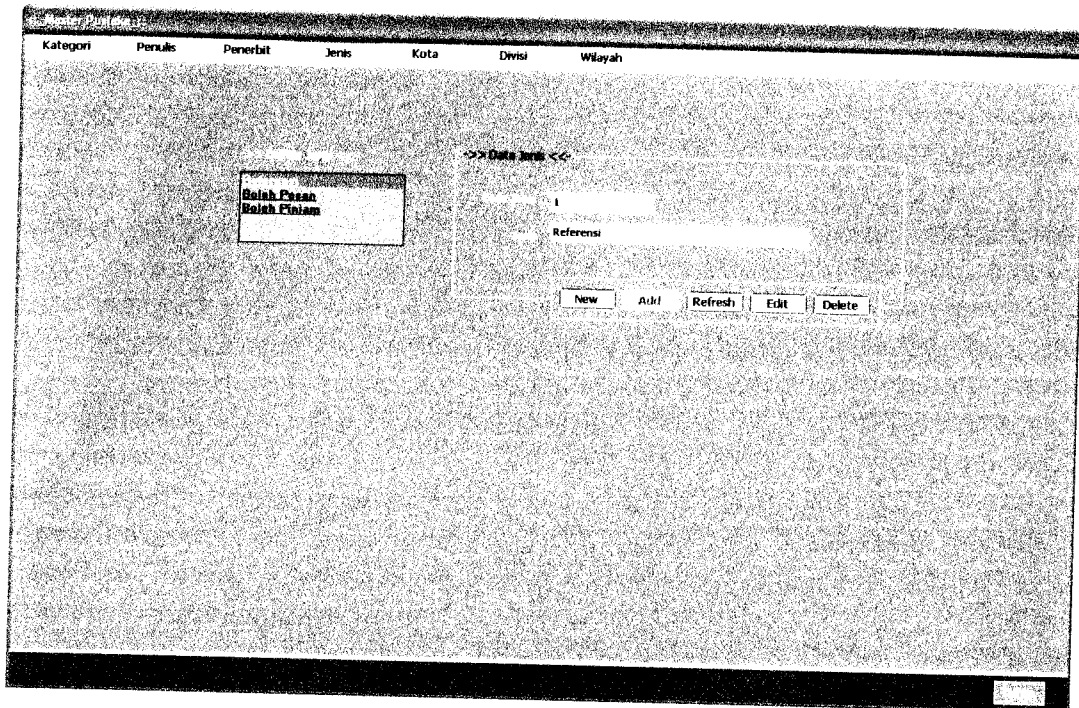 Kategori Penulis Penerbit Jenis Kota Divisi Wilayah
->> Data Jenis <<-
Boleh Pesan
Boleh Pinjam
1
Referensi
New Add Refresh Edit Delete